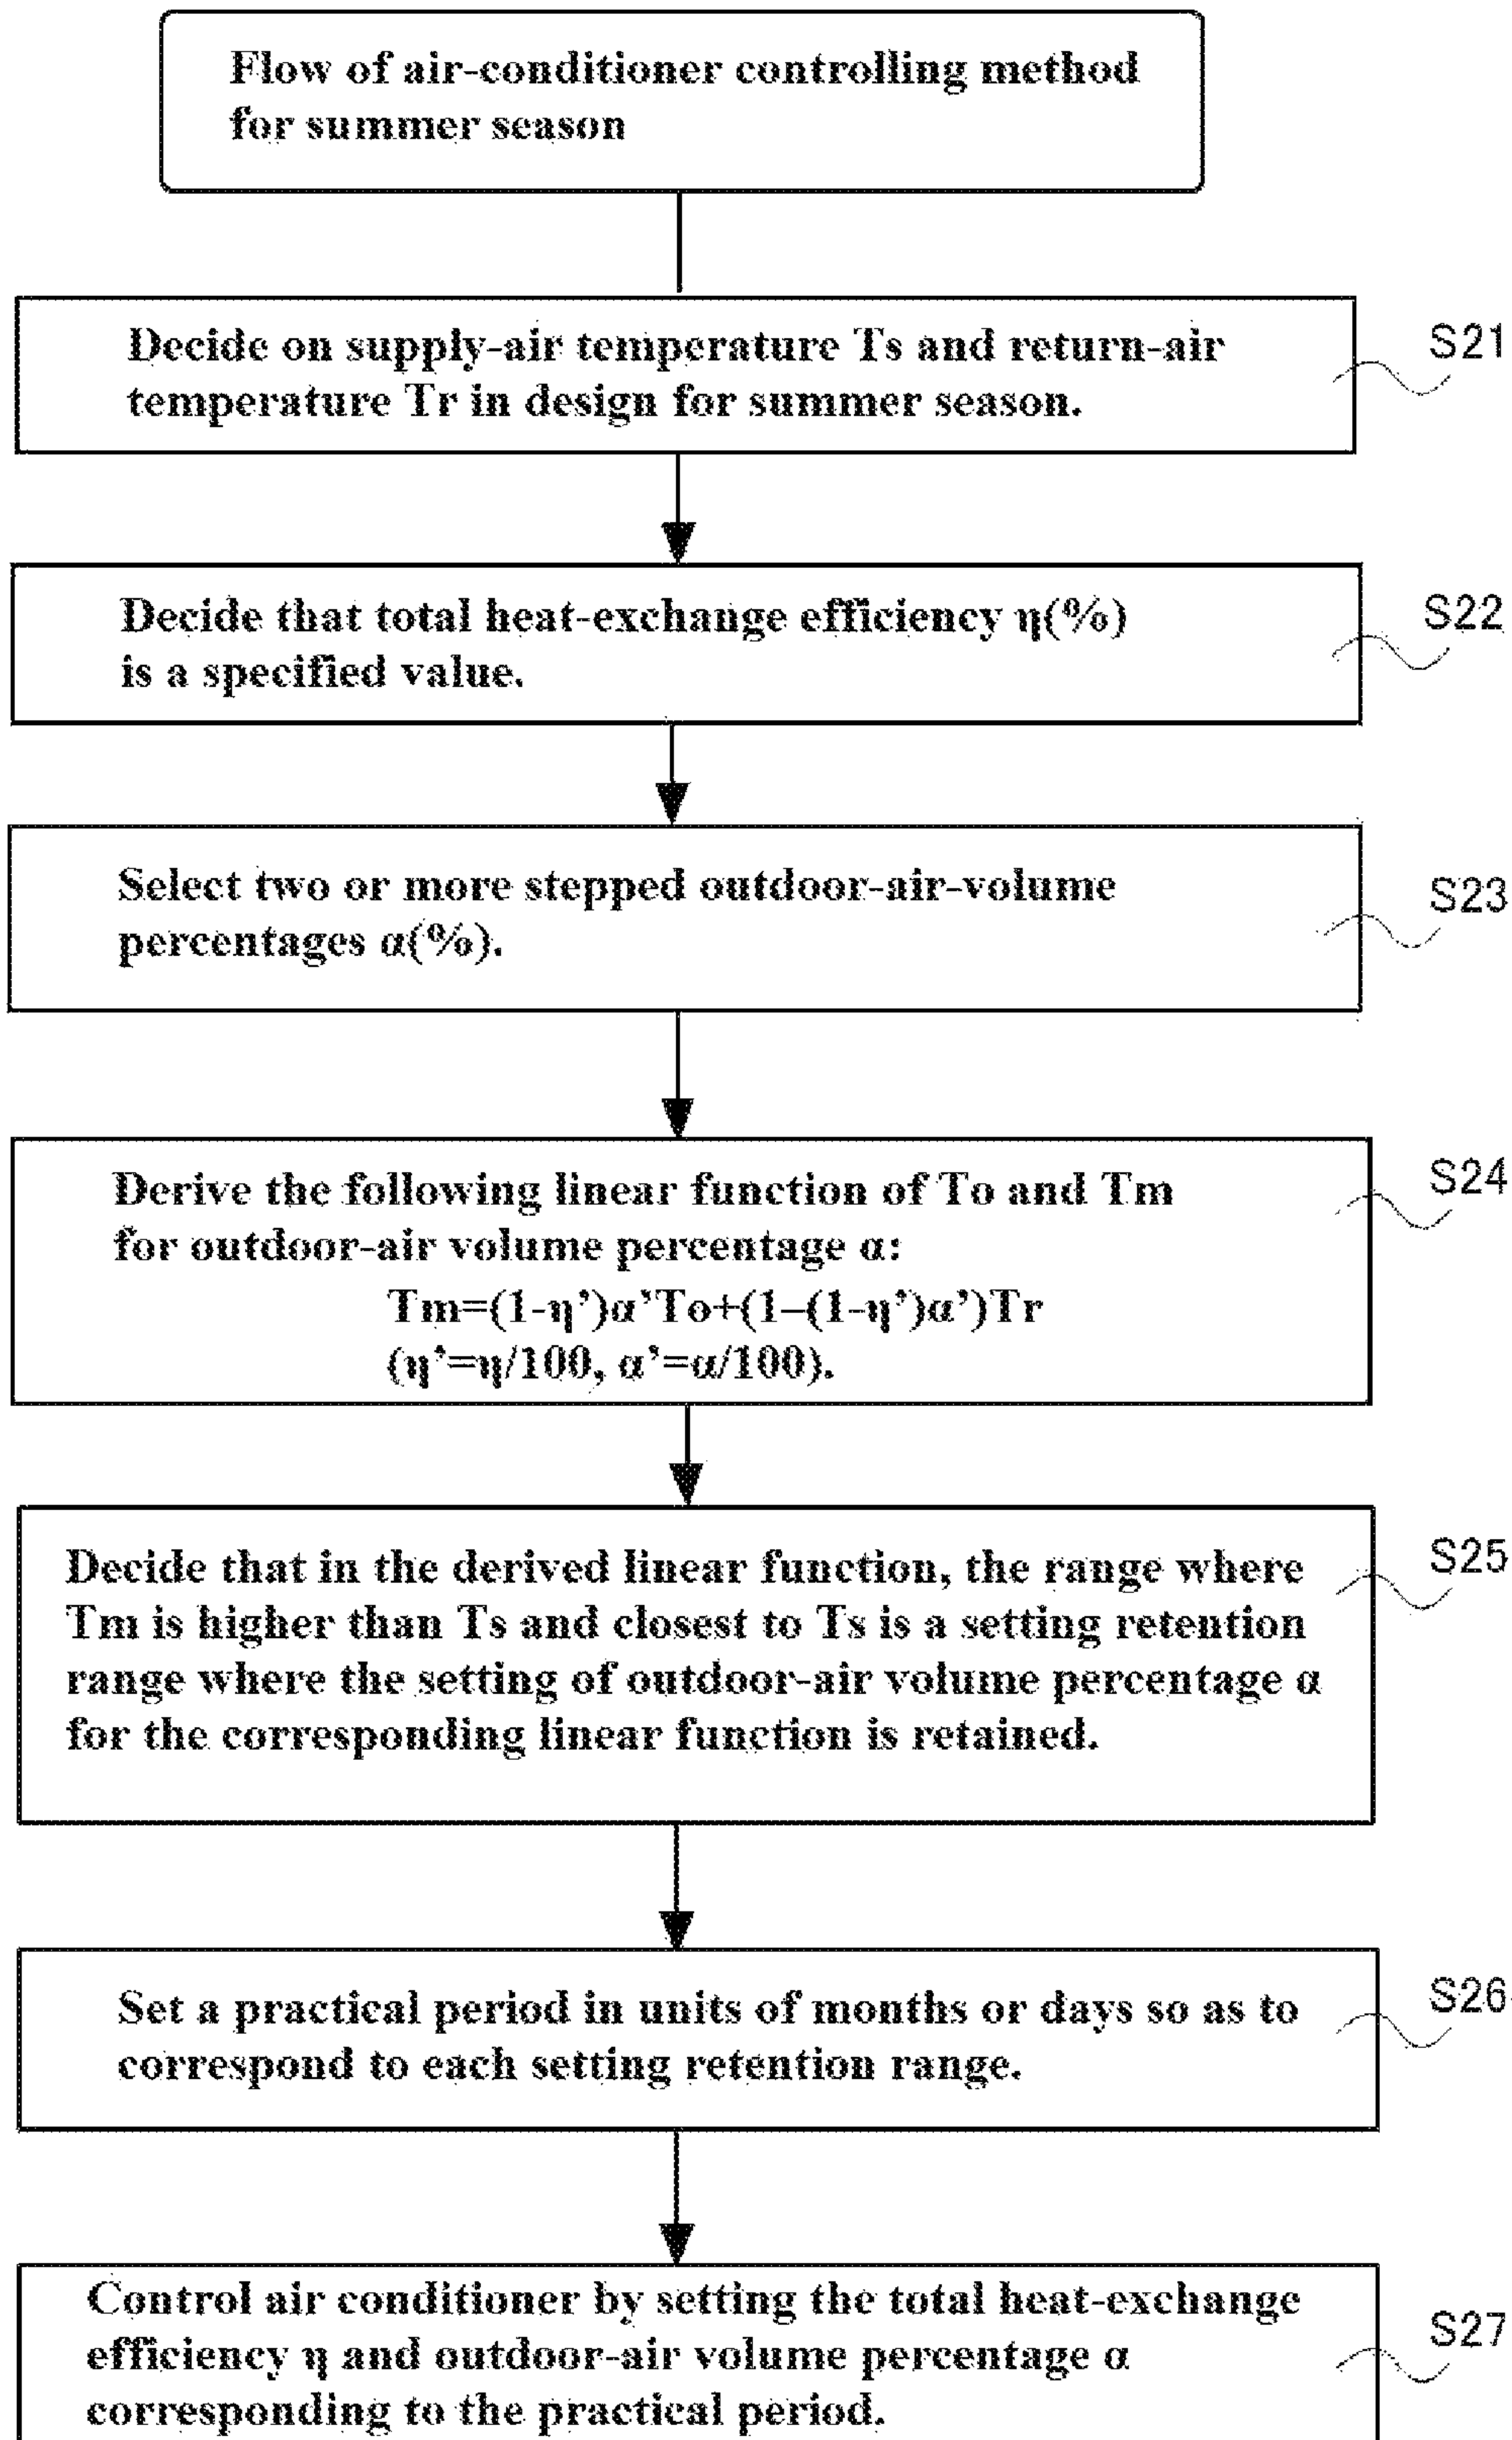 Flow of air-conditioner controlling method
for summer season
Decide on supply-air temperature Ts and return-air
temperature Tr in design for summer season.
S21
Decide that total heat-exchange efficiency η(%)
is a specified value.
S22
Select two or more stepped outdoor-air-volume
percentages α(%).
S23
Derive the following linear function of To and Tm
for outdoor-air volume percentage α:
Tm=(1-η’)α’To+(1–(1-η’)α’)Tr
(η’=η/100, α’=α/100).
S24
Decide that in the derived linear function, the range where
Tm is higher than Ts and closest to Ts is a setting retention
range where the setting of outdoor-air volume percentage α
for the corresponding linear function is retained.
S25
Set a practical period in units of months or days so as to
correspond to each setting retention range.
S26
Control air conditioner by setting the total heat-exchange
efficiency η and outdoor-air volume percentage α
corresponding to the practical period.
S27